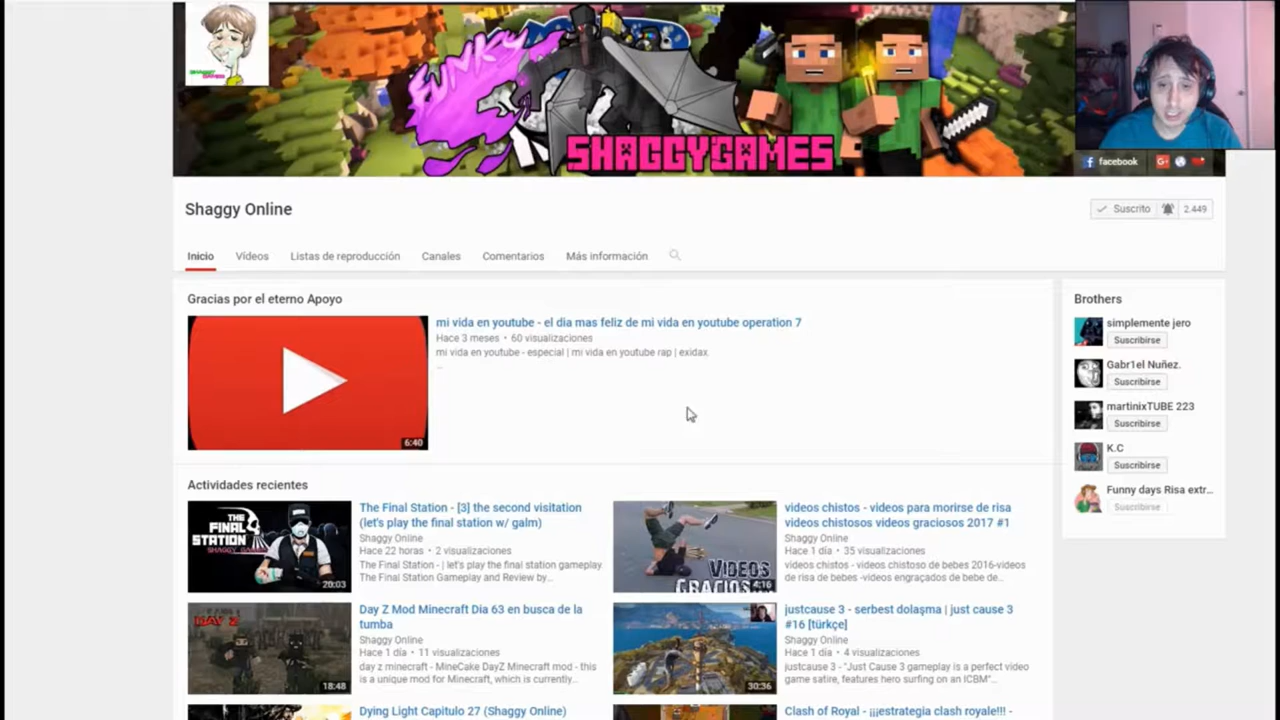 SHAGGYGAMES
facebook
Shaggy Online
Suscrito 2.449
Inicio Vídeos Listas de reproducción Canales Comentarios Más información
Gracias por el eterno Apoyo
mi vida en youtube - el dia mas feliz de mi vida en youtube operation 7
Hace 3 meses • 60 visualizaciones
mi vida en youtube - especial | mi vida en youtube rap | exidax
...
6:40
Brothers
simplemente jero
Suscribirse
Gabr1el Nuñez.
Suscribirse
martinixTUBE 223
Suscribirse
K.C
Suscribirse
Funny days Risa extr...
Suscribirse
Actividades recientes
THE
FINAL
STATION
20:03
The Final Station - [3] the second visitation
(let's play the final station w/ galm)
Shaggy Online
Hace 22 horas • 2 visualizaciones
The Final Station - | let's play the final station gameplay.
The Final Station Gameplay and Review by...
VIDEOS
GRACIOS
4:16
videos chistos - videos para morirse de risa
videos chistosos videos graciosos 2017 #1
Shaggy Online
Hace 1 día • 35 visualizaciones
videos chistos - videos chistoso de bebes 2016-videos
de risa de bebes -videos engraçados de bebe de...
DAY Z
18:48
Day Z Mod Minecraft Dia 63 en busca de la
tumba
Shaggy Online
Hace 1 día • 11 visualizaciones
day z minecraft - MineCake DayZ Minecraft mod - this
is a unique mod for Minecraft, which is currently...
30:36
justcause 3 - serbest dolaşma | just cause 3
#16 [türkçe]
Shaggy Online
Hace 1 día • 4 visualizaciones
justcause 3 - "Just Cause 3 gameplay is a perfect video
game satire, features hero surfing on an ICBM"...
Dying Light Capitulo 27 (Shaggy Online)
Clash of Royal - ¡¡¡estrategia clash royale!!! -